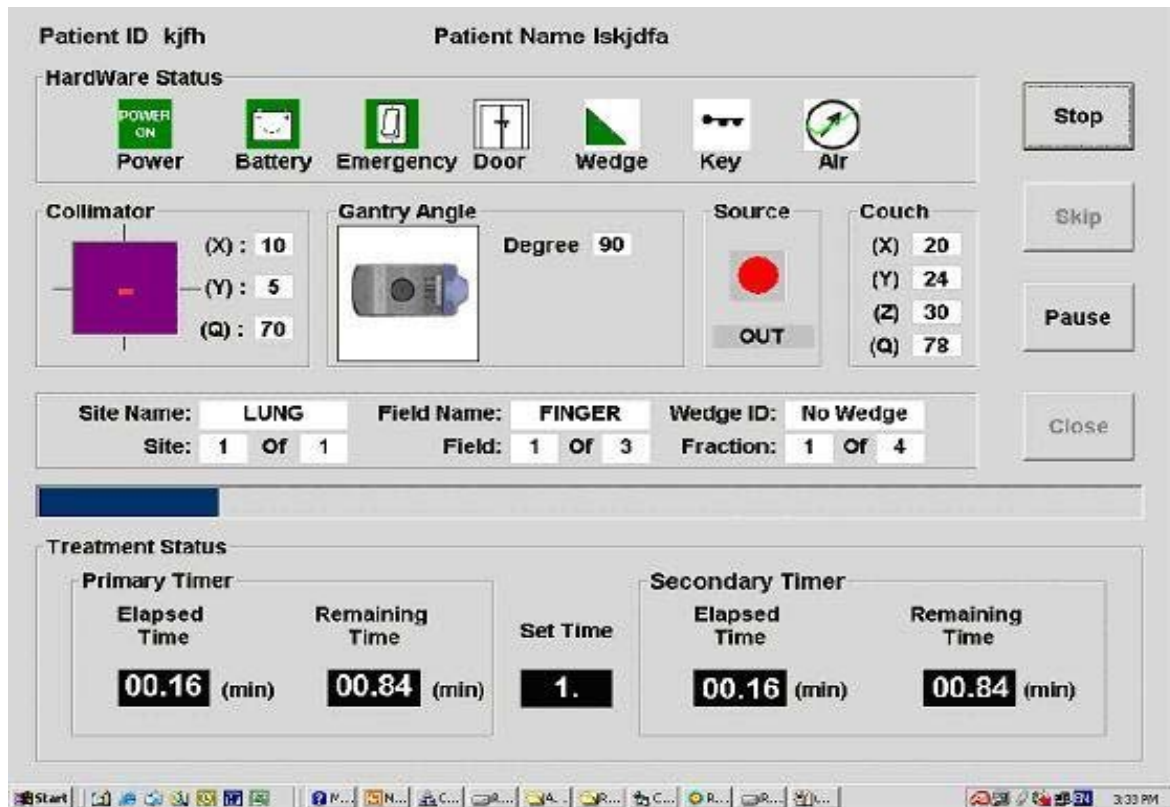 Patient ID kjfh Patient Name lskjdfa
HardWare Status
POWER ON
Power Battery Emergency Door Wedge Key Air
Stop
Skip
Pause
Close
Collimator
(X) : 10
(Y) : 5
(Q) : 70
Gantry Angle
Degree 90
Source
OUT
Couch
(X) 20
(Y) 24
(Z) 30
(Q) 78
Site Name: LUNG Field Name: FINGER Wedge ID: No Wedge
Site: 1 Of 1 Field: 1 Of 3 Fraction: 1 Of 4
Treatment Status
Primary Timer
Elapsed Time
Remaining Time
00.16 (min) 00.84 (min)
Set Time
1.
Secondary Timer
Elapsed Time
Remaining Time
00.16 (min) 00.84 (min)
Start M... N... C... R... A... R... C... R... R... 3:33 PM